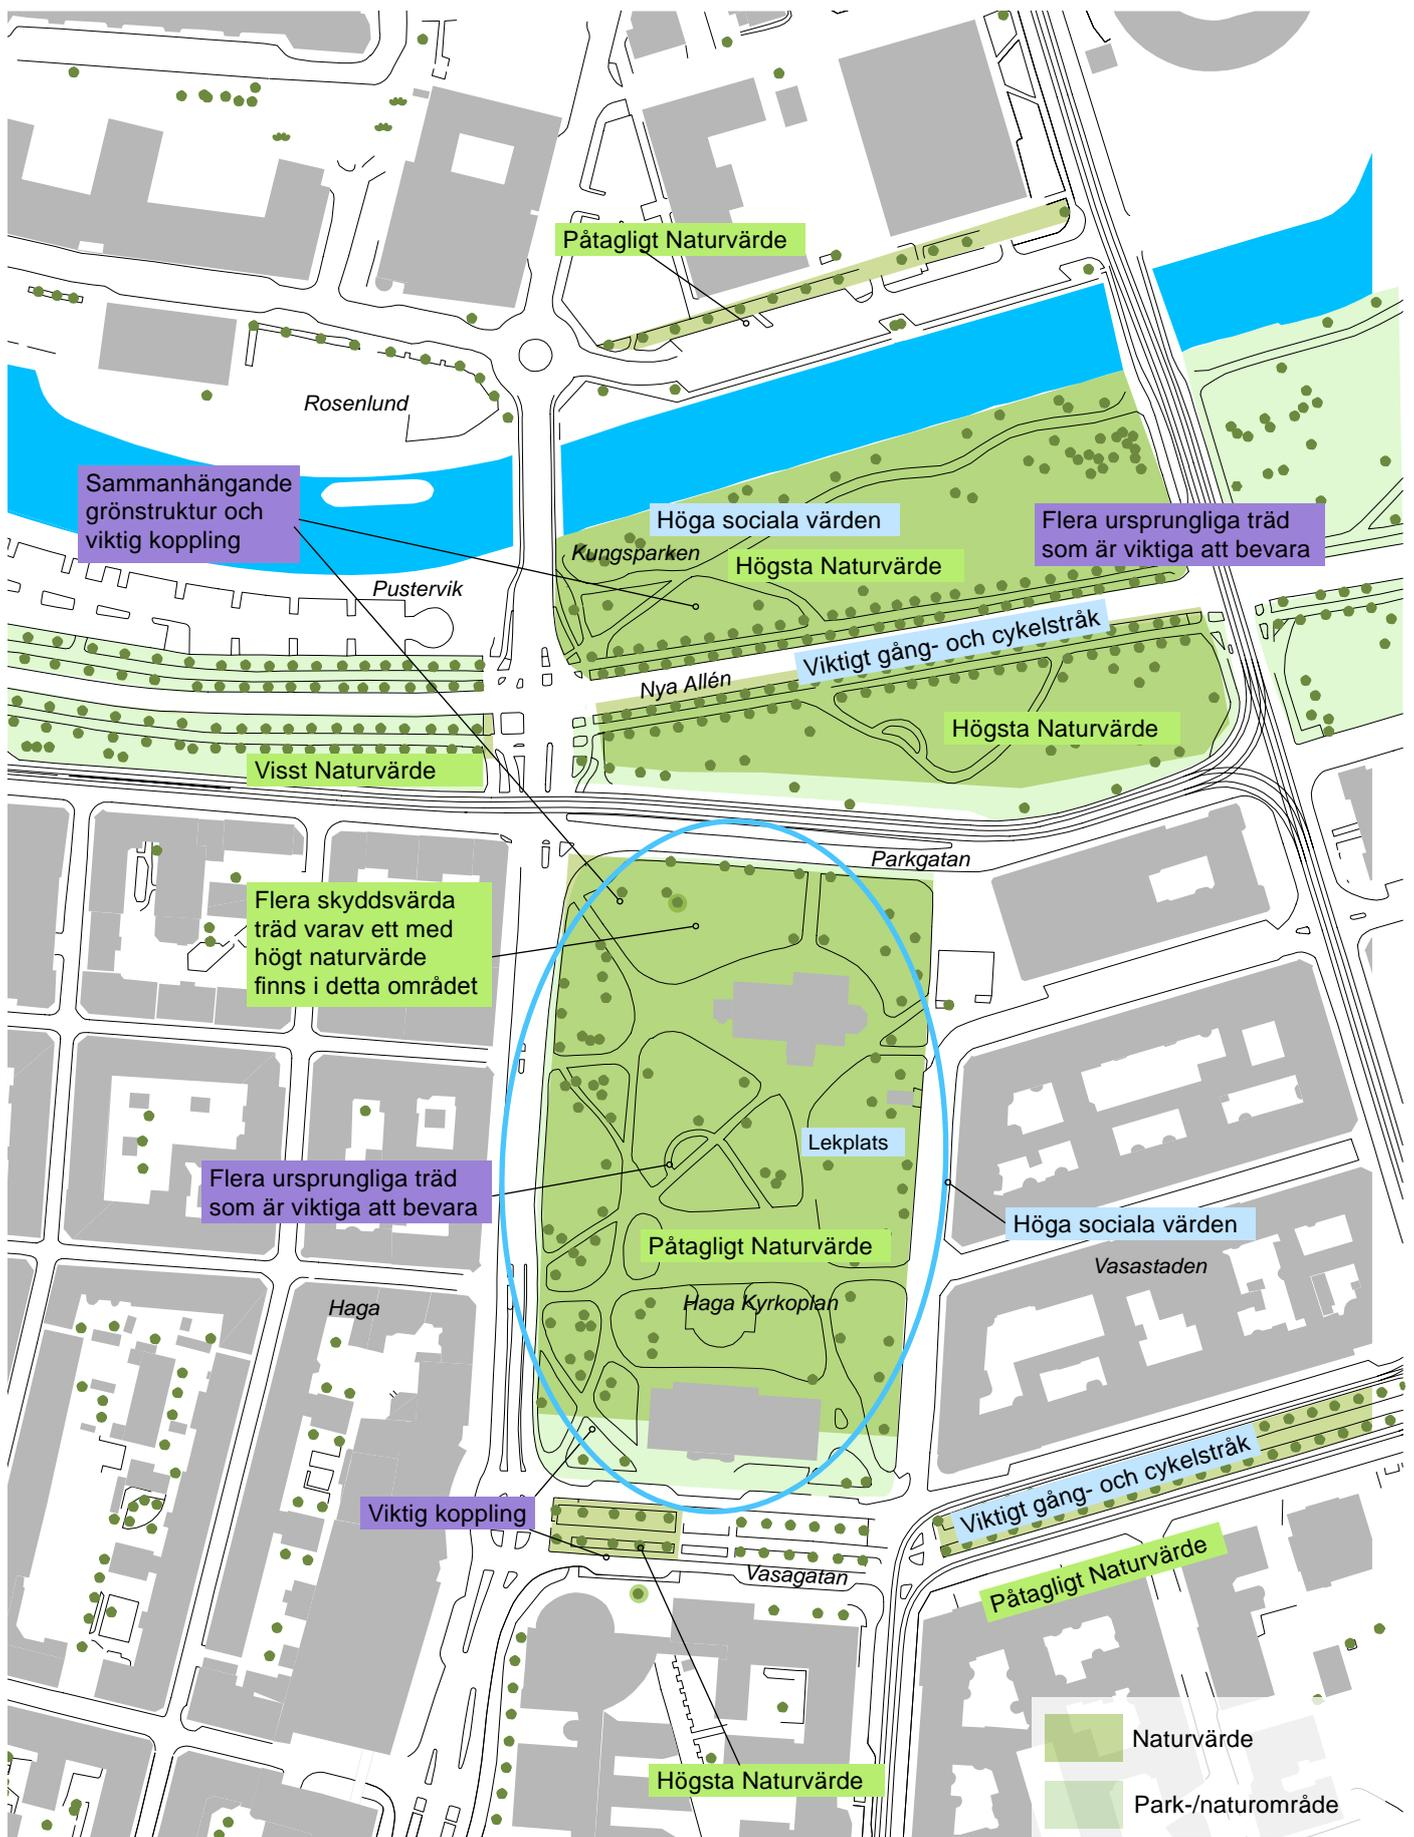 Påtagligt Naturvärde
Rosenlund
Sammanhängande
grönstruktur och
viktig koppling
Höga sociala värden
Flera ursprungliga träd
som är viktiga att bevara
Kungsparken
Högsta Naturvärde
Pustervik
Viktigt gång- och cykelstråk
Nya Allén
Högsta Naturvärde
Visst Naturvärde
Parkgatan
Flera skyddsvärda
träd varav ett med
högt naturvärde
finns i detta området
Lekplats
Flera ursprungliga träd
som är viktiga att bevara
Höga sociala värden
Påtagligt Naturvärde
Vasastaden
Haga Kyrkoplan
Haga
Viktigt gång- och cykelstråk
Viktig koppling
Vasagatan
Påtagligt Naturvärde
Högsta Naturvärde
Naturvärde
Park-/naturområde